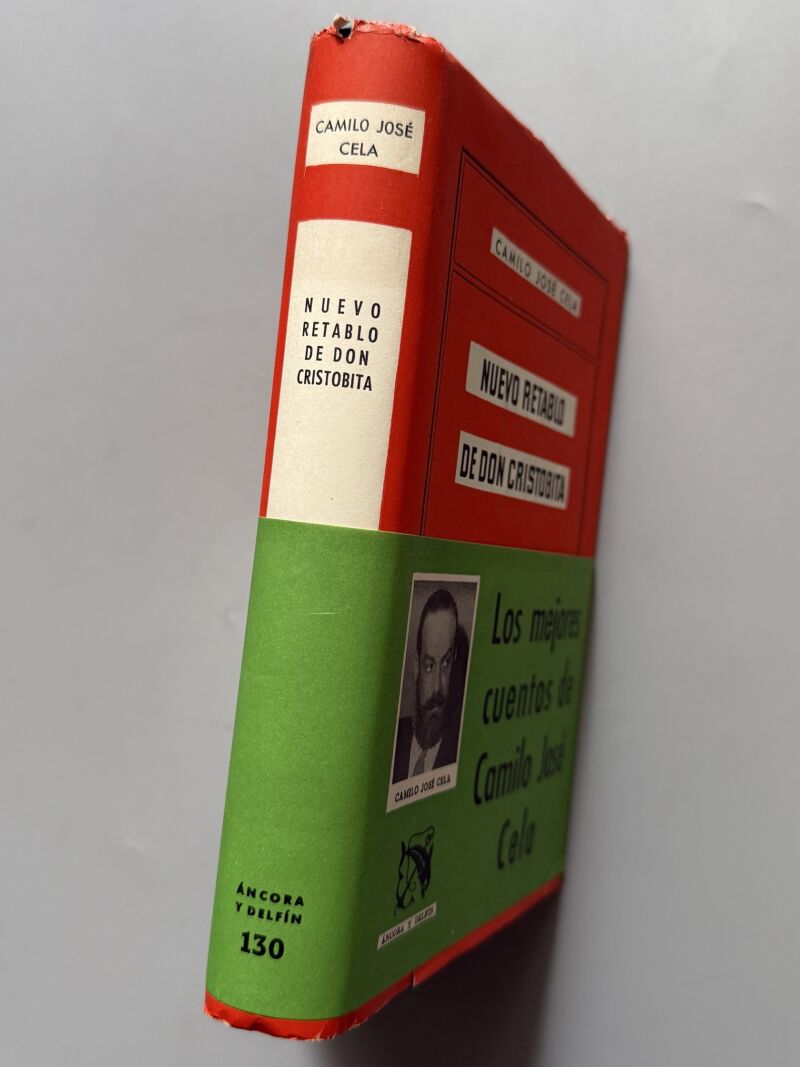 CAMILO JOSÉ
CELA
NUEVO
RETABLO
DE DON
CRISTOBITA
ÁNCORA
Y DELFÍN
130
CAMILO JOSÉ CELA
NUEVO RETABLO
DE DON CRISTOBITA
Los mejores
cuentos de
Camilo José
Cela
CAMILO JOSÉ CELA
ÁNCORA Y DELFÍN